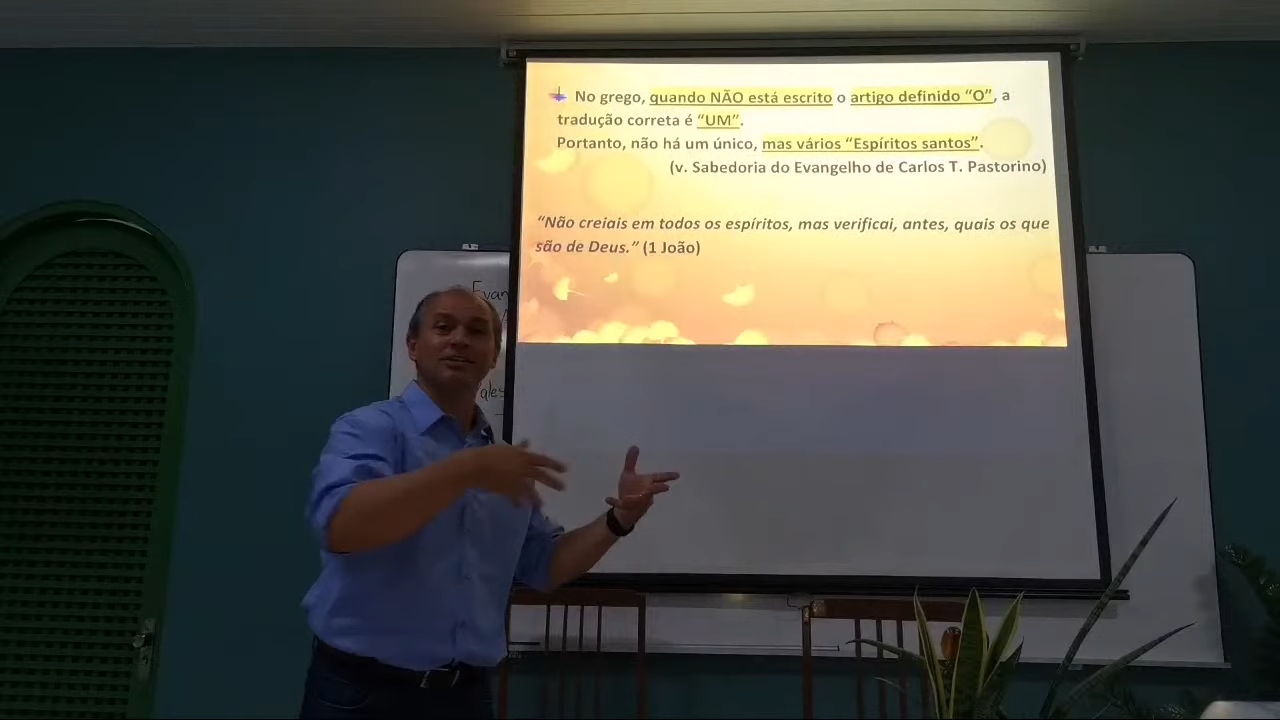 No grego, quando NÃO está escrito o artigo definido “O”, a
tradução correta é “UM”.
Portanto, não há um único, mas vários “Espíritos santos”.
(v. Sabedoria do Evangelho de Carlos T. Pastorino)
“Não creiais em todos os espíritos, mas verificai, antes, quais os que
são de Deus.” (1 João)
Evan
ales